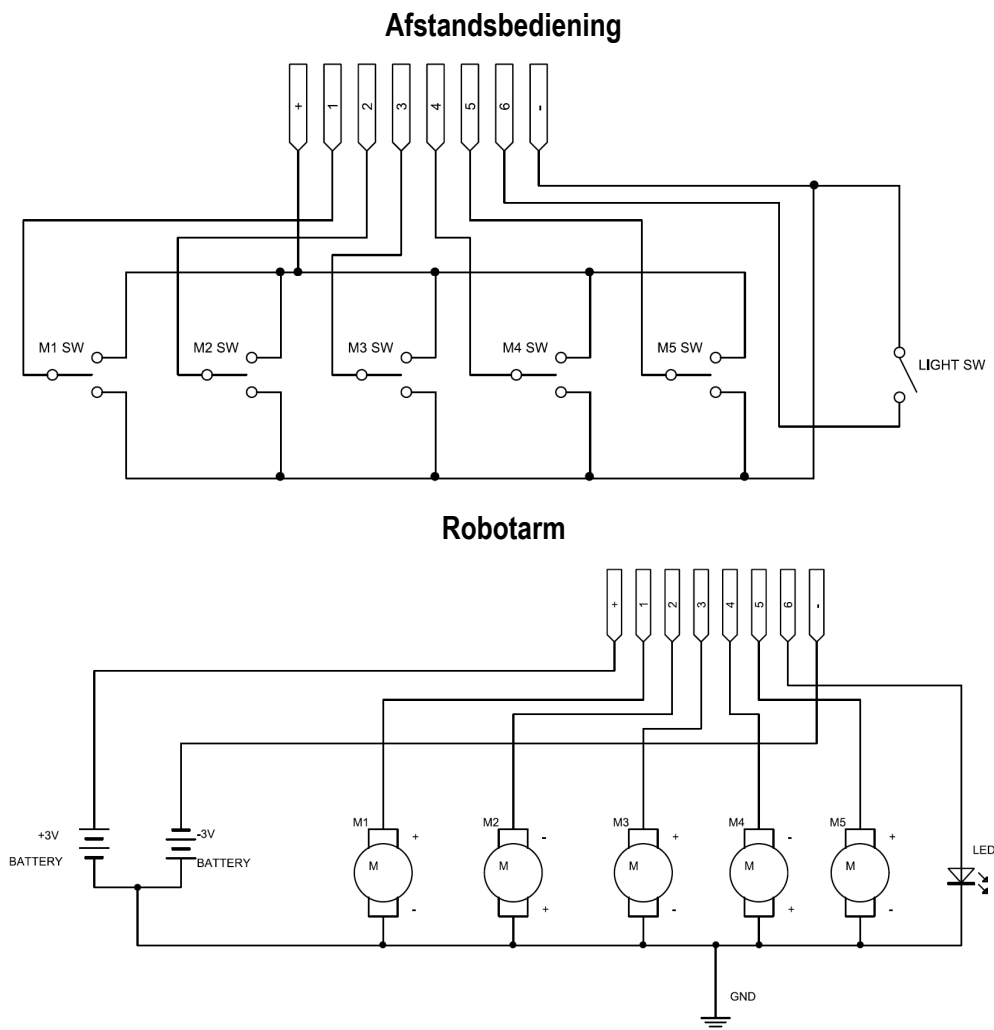 Afstandsbediening
+ 1 2 3 4 5 6 -
M1 SW M2 SW M3 SW M4 SW M5 SW LIGHT SW
Robotarm
+ 1 2 3 4 5 6 -
M1 + M2 - M3 + M4 - M5 +
+3V -3V
BATTERY BATTERY
M M M M M LED
- + - + -
GND